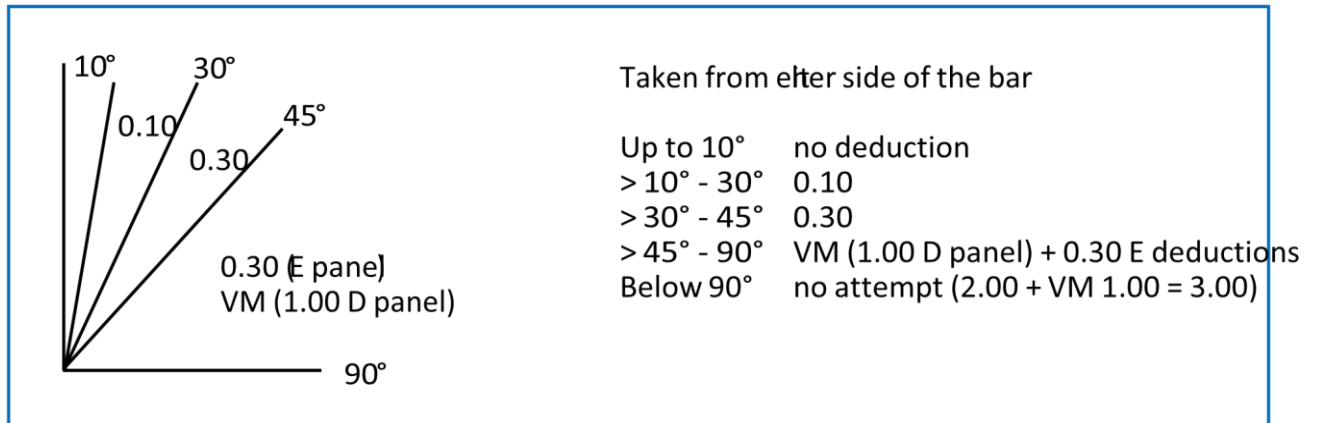 10° 30°
45°
0.10
0.30
0.30 (E panel)
VM (1.00 D panel)
90°
Taken from ehter side of the bar
Up to 10° no deduction
> 10° - 30° 0.10
> 30° - 45° 0.30
> 45° - 90° VM (1.00 D panel) + 0.30 E deductions
Below 90° no attempt (2.00 + VM 1.00 = 3.00)